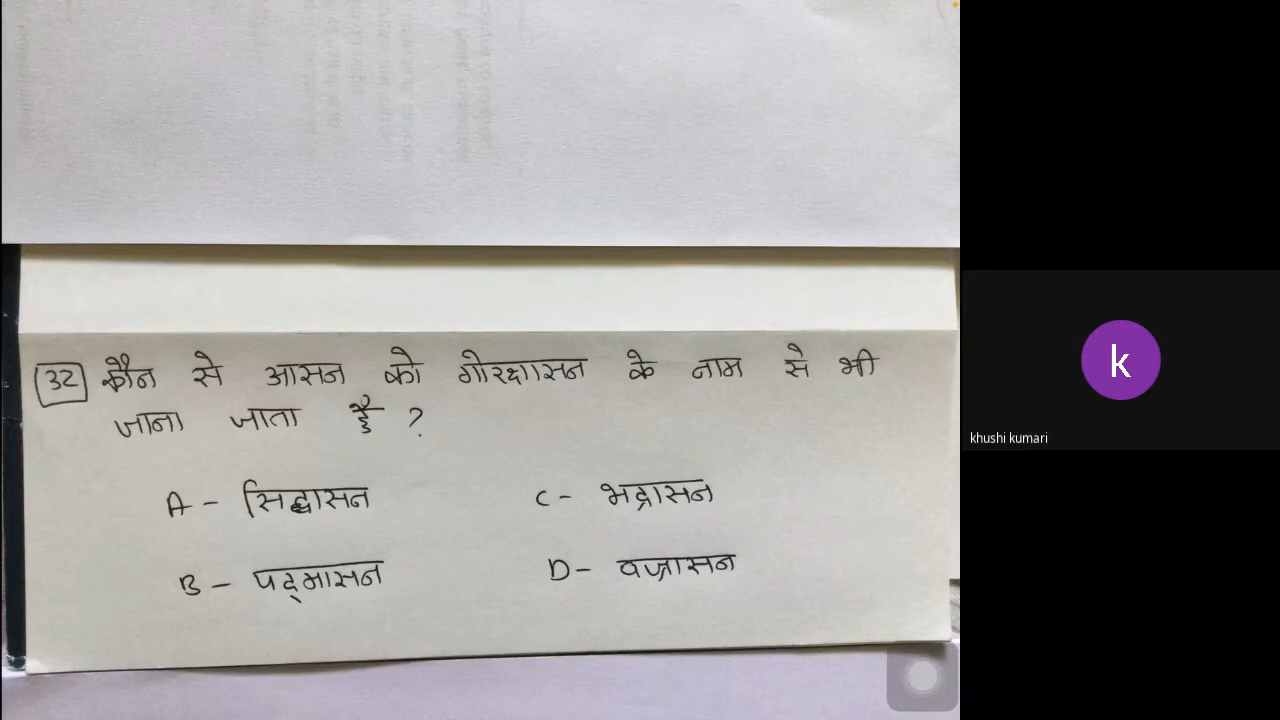 32 कौन से आसन को गोरक्षासन के नाम से भी
जाना जाता है ?
A - सिद्धासन
C - भद्रासन
B - पद्मासन
D - वज्रासन
k
khushi kumari